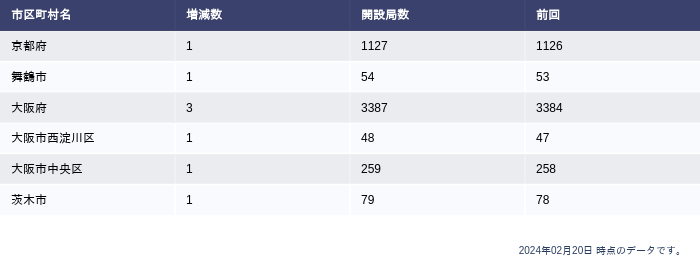 市区町村名 増減数 開設局数 前回
京都府 1 1127 1126
舞鶴市 1 54 53
大阪府 3 3387 3384
大阪市西淀川区 1 48 47
大阪市中央区 1 259 258
茨木市 1 79 78
2024年02月20日 時点のデータです。